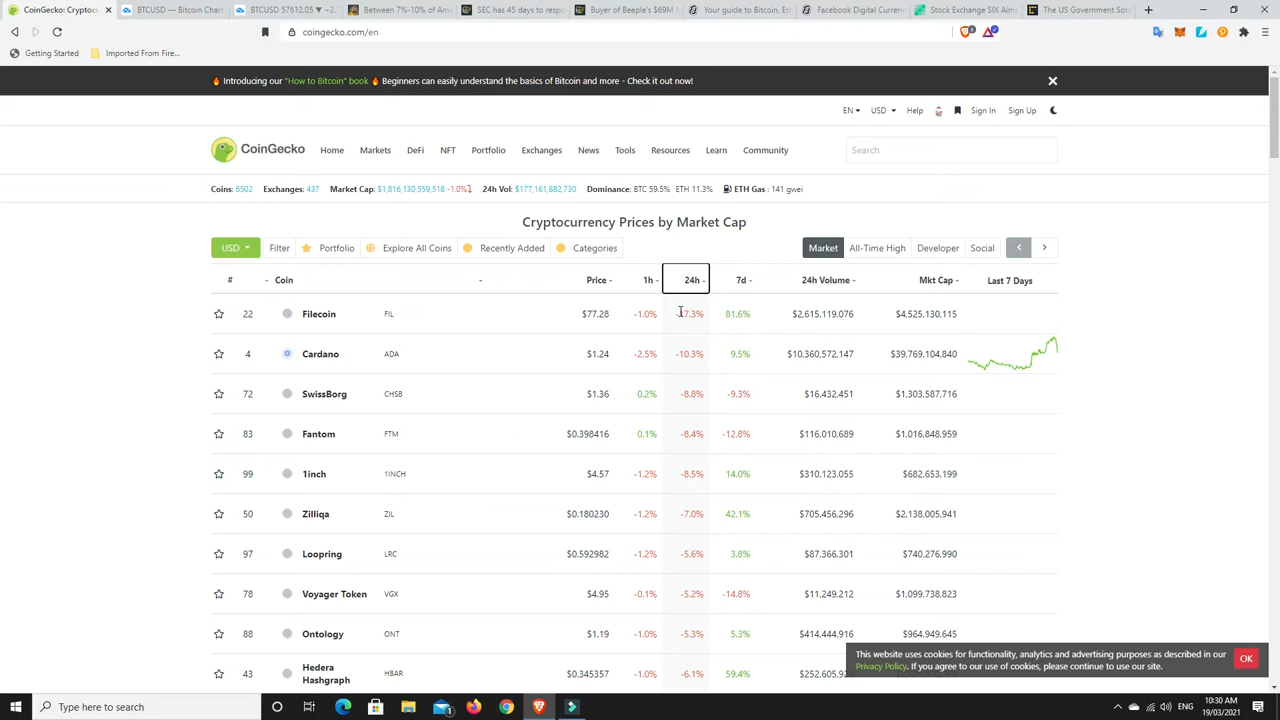 CoinGecko: Cryptocu
BTCUSD — Bitcoin Chart
BTCUSD 57612.05 ▼ −2.
Between 7%-10% of Ame
SEC has 45 days to resp
Buyer of Beeple's $69M
Your guide to Bitcoin, Et
Facebook Digital Curren
Stock Exchange SIX Aims
The US Government Sol
coingecko.com/en
Getting Started
Imported From Fire...
Introducing our "How to Bitcoin" book Beginners can easily understand the basics of Bitcoin and more - Check it out now!
EN USD Help Sign In Sign Up
CoinGecko Home Markets DeFi NFT Portfolio Exchanges News Tools Resources Learn Community Search
Coins: 6502 Exchanges: 437 Market Cap: $1,816,130,559,518 -1.0% 24h Vol: $177,161,882,730 Dominance: BTC 59.5% ETH 11.3% ETH Gas : 141 gwei
Cryptocurrency Prices by Market Cap
USD Filter Portfolio Explore All Coins Recently Added Categories Market All-Time High Developer Social
# Coin Price 1h 24h 7d 24h Volume Mkt Cap Last 7 Days
22 Filecoin FIL $77.28 -1.0% 7.3% 81.6% $2,615,119,076 $4,525,130,115
4 Cardano ADA $1.24 -2.5% -10.3% 9.5% $10,360,572,147 $39,769,104,840
72 SwissBorg CHSB $1.36 0.2% -8.8% -9.3% $16,432,451 $1,303,587,716
83 Fantom FTM $0.398416 0.1% -8.4% -12.8% $116,010,689 $1,016,848,959
99 1inch 1INCH $4.57 -1.2% -8.5% 14.0% $310,123,055 $682,653,199
50 Zilliqa ZIL $0.180230 -1.2% -7.0% 42.1% $705,456,296 $2,138,005,941
97 Loopring LRC $0.592982 -1.2% -5.6% 3.8% $87,366,301 $740,276,990
78 Voyager Token VGX $4.95 -0.1% -5.2% -14.8% $11,249,212 $1,099,738,823
88 Ontology ONT $1.19 -1.0% -5.3% 5.3% $414,444,916 $964,949,645
43 Hedera Hashgraph HBAR $0.345357 -1.0% -6.1% 59.4% $252,605,9
This website uses cookies for functionality, analytics and advertising purposes as described in our
Privacy Policy. If you agree to our use of cookies, please continue to use our site.
OK
Type here to search
ENG
10:30 AM
19/03/2021